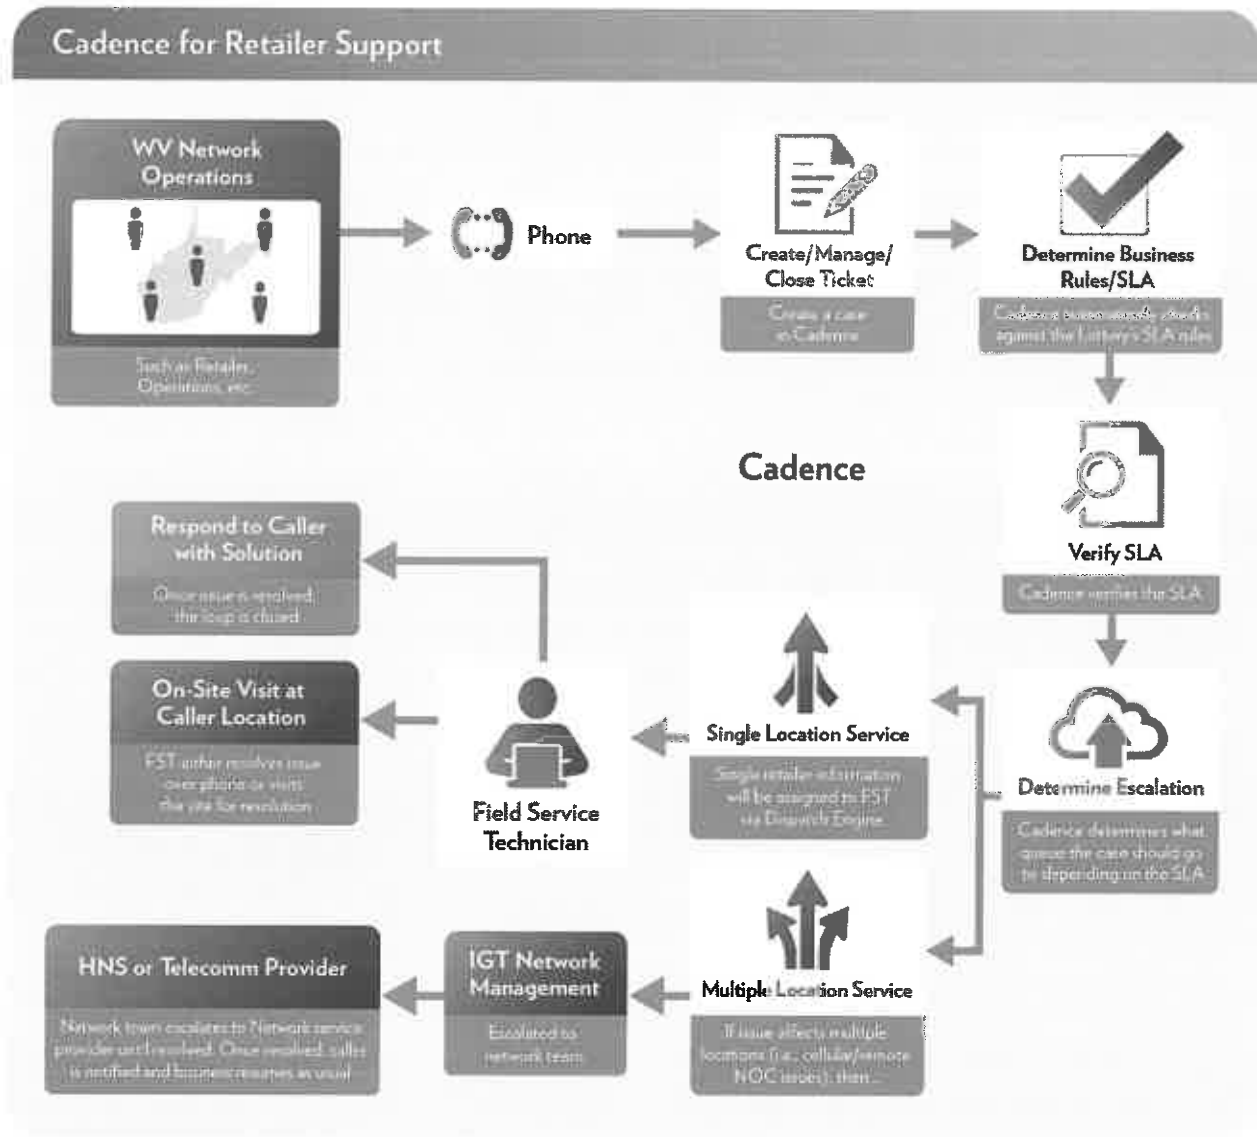 Cadence for Retailer Support
WV Network
Operations
Such as Retailer,
Operations, etc.
Phone
Create/Manage/
Close Ticket
Create a case
in Cadence
Determine Business
Rules/SLA
Cadence checks
against the Lottery's SLA rules
Verify SLA
Cadence verifies the SLA
Cadence
Determine Escalation
Cadence determines what
queue the case should go
to depending on the SLA
Single Location Service
Single retailer information
will be assigned to FST
via Dispatch Engine
Field Service
Technician
Respond to Caller
with Solution
Once issue is resolved,
the loop is closed
On-Site Visit at
Caller Location
FST either resolves issue
over phone or visits
the site for resolution
Multiple Location Service
If issue affects multiple
locations (i.e., cellular/remote
NOC issues), then...
IGT Network
Management
Escalated to
network team
HNS or Telecomm Provider
Network team escalates to Network service
provider until resolved. Once resolved, caller
is notified and business resumes as usual